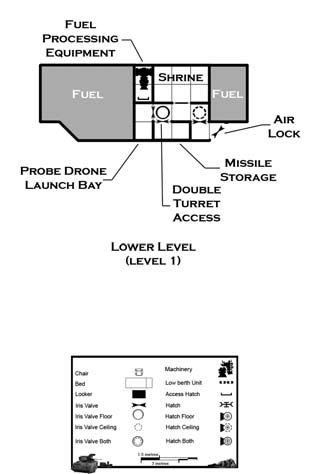 Fuel
Processing
Equipment
Shrine
Fuel
Fuel
Air
Lock
Probe Drone
Launch Bay
Missile
Storage
Double
Turret
Access
Lower Level
(level 1)
Chair
Machinery
Bed
Low berth Unit
Looker
Access Hatch
Iris Valve
Hatch
Iris Valve Floor
Hatch Floor
Iris Valve Ceiling
Hatch Ceiling
Iris Valve Both
Hatch Both
1.5 metres
3 metres